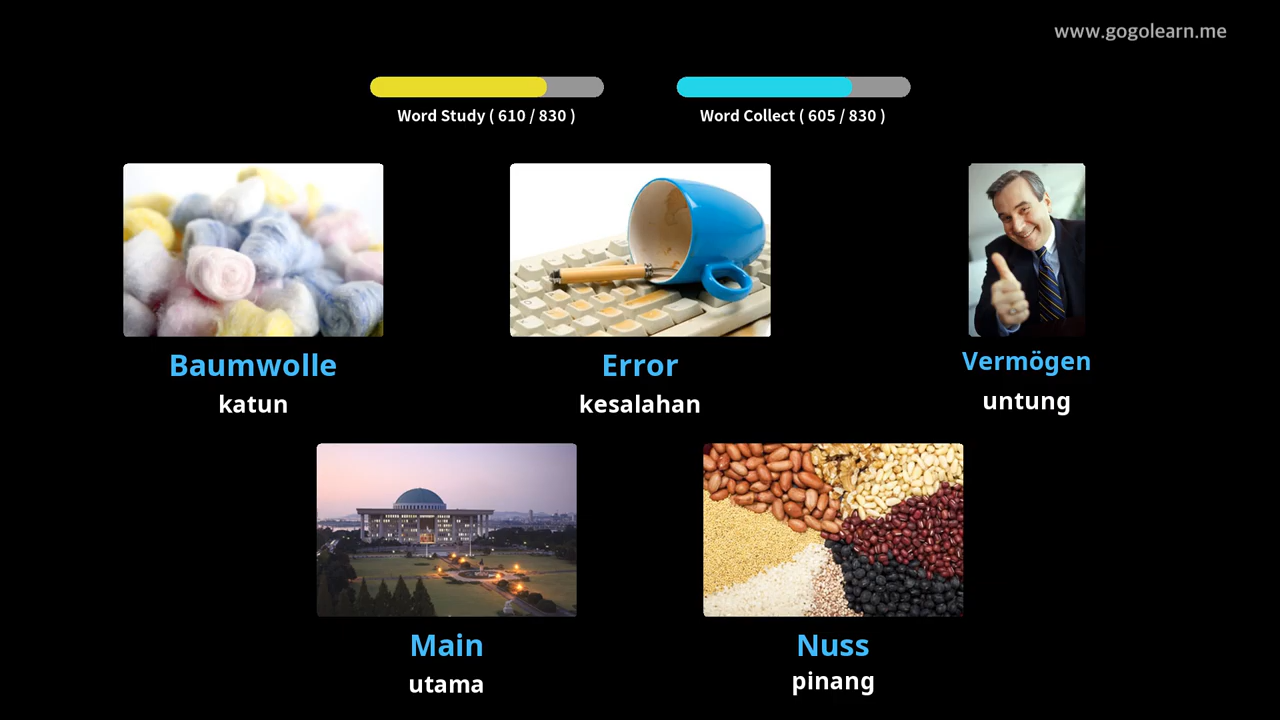 www.gogolearn.me
Word Study ( 610 / 830 )
Word Collect ( 605 / 830 )
Baumwolle
katun
Error
kesalahan
Vermögen
untung
Main
utama
Nuss
pinang